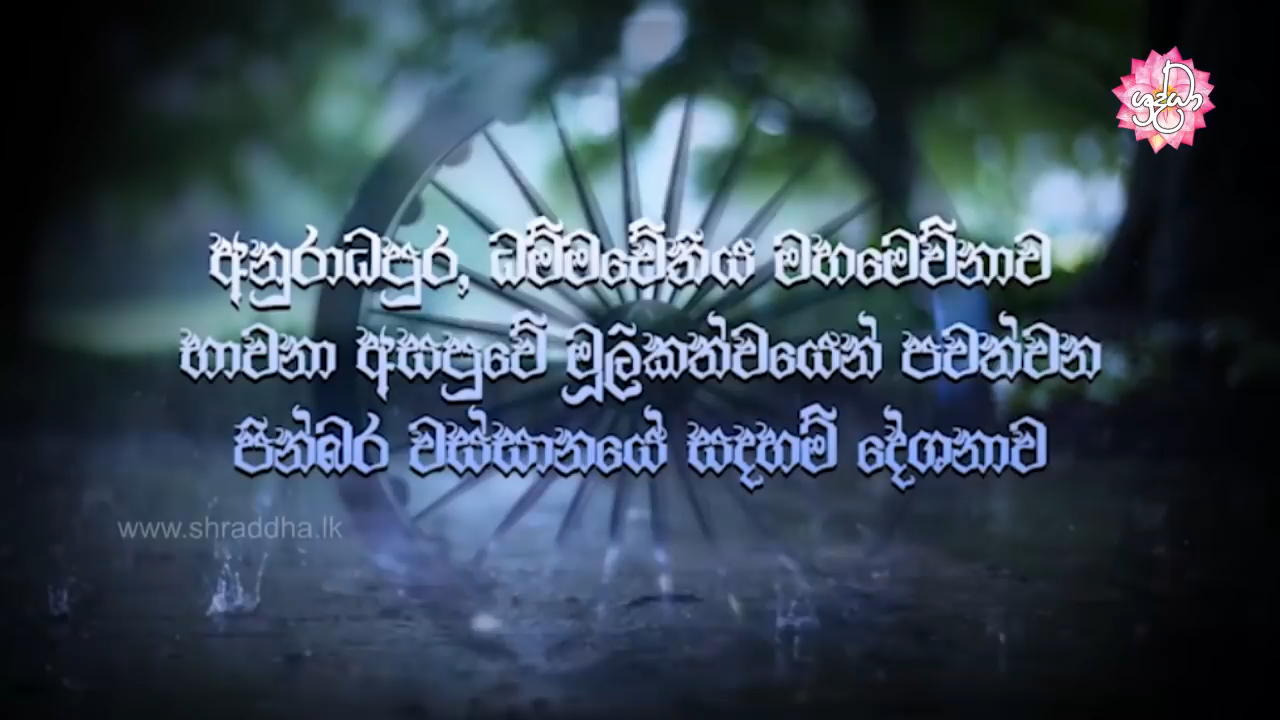 ශ්‍රද්ධා
අනුරාධපුර, ධම්මචේතිය මහමෙව්නාව
භාවනා අසපුවේ මූලිකත්වයෙන් පවත්වන
පින්බර වස්සානයේ සදහම් දේශනාව
www.shraddha.lk